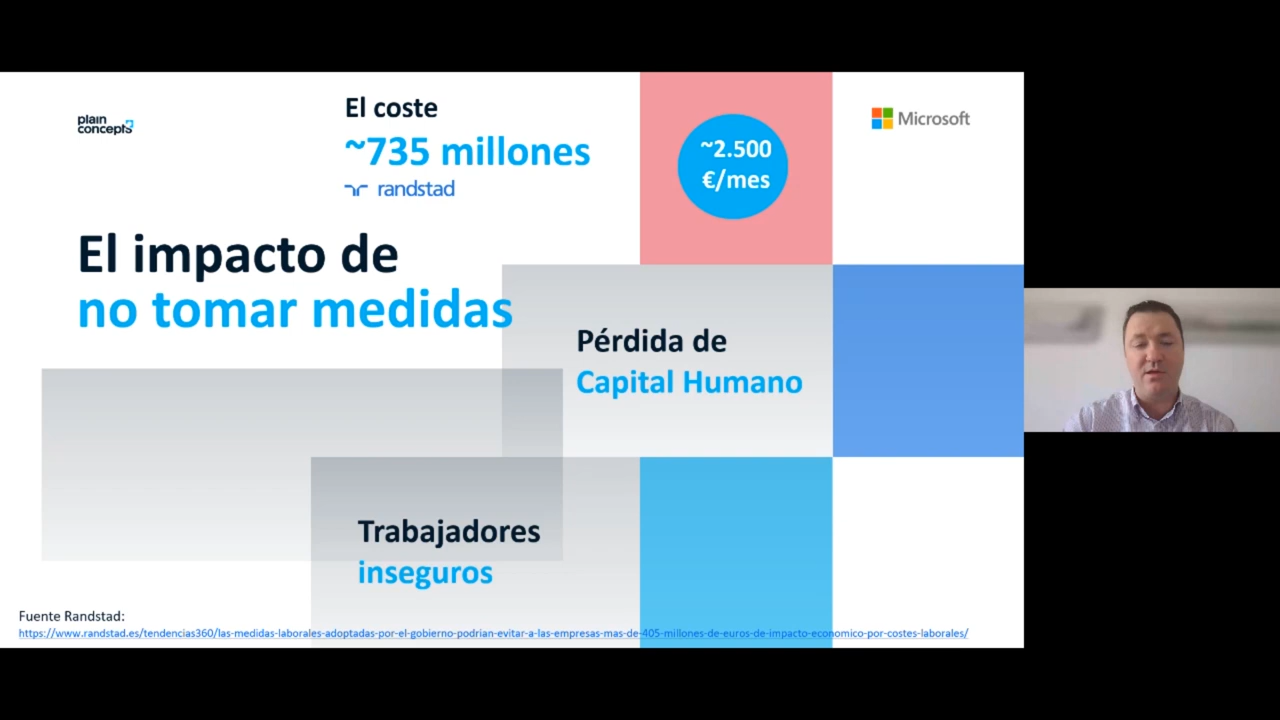 plain
concepts
El coste
~735 millones
randstad
~2.500
€/mes
Microsoft
El impacto de
no tomar medidas
Pérdida de
Capital Humano
Trabajadores
inseguros
Fuente Randstad:
https://www.randstad.es/tendencias360/las-medidas-laborales-adoptadas-por-el-gobierno-podrian-evitar-a-las-empresas-mas-de-405-millones-de-euros-de-impacto-economico-por-costes-laborales/